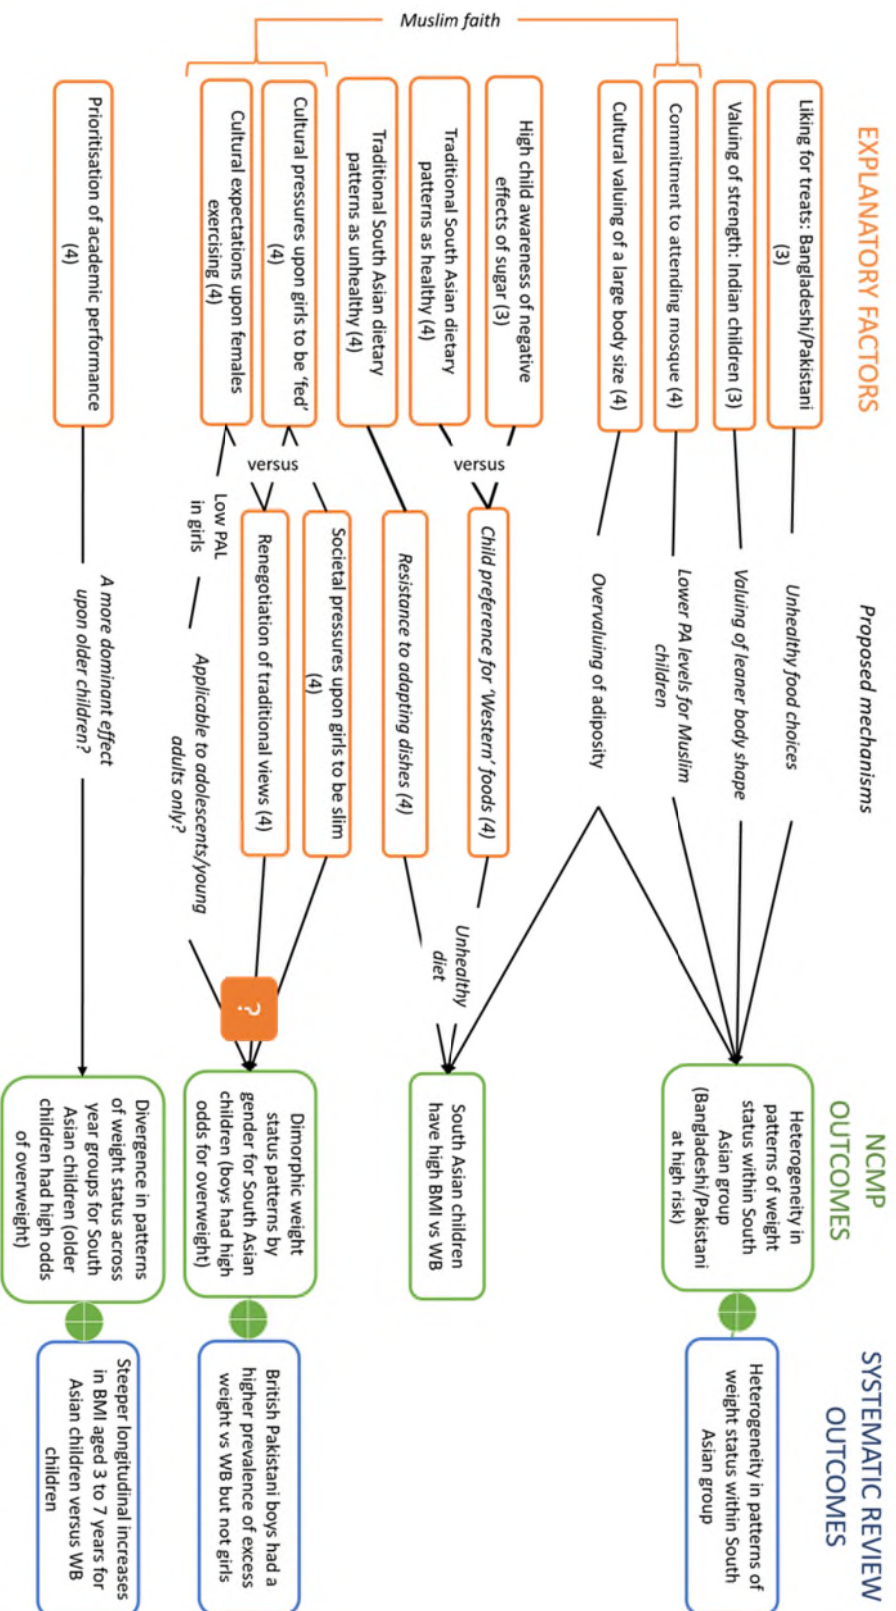 EXPLANATORY FACTORS
Proposed mechanisms
NCMP
OUTCOMES
SYSTEMATIC REVIEW
OUTCOMES
Muslim faith
Liking for treats: Bangladeshi/Pakistani
(3)
Unhealthy food choices
Valuing of strength: Indian children (3)
Valuing of leaner body shape
Commitment to attending mosque (4)
Lower PA levels for Muslim
children
Cultural valuing of a large body size (4)
Overvaluing of adiposity
Heterogeneity in
patterns of weight
status within South
Asian group
(Bangladeshi/Pakistani
at high risk)
Heterogeneity in patterns of
weight status within South
Asian group
High child awareness of negative
effects of sugar (3)
Traditional South Asian dietary
patterns as healthy (4)
versus
Child preference for ‘Western’ foods (4)
Traditional South Asian dietary
patterns as unhealthy (4)
Resistance to adapting dishes (4)
Unhealthy
diet
South Asian children
have high BMI vs WB
Cultural pressures upon girls to be ‘fed’
(4)
Cultural expectations upon females
exercising (4)
versus
Societal pressures upon girls to be slim
(4)
Renegotiation of traditional views (4)
Low PAL
in girls
Applicable to adolescents/young
adults only?
?
Dimorphic weight
status patterns by
gender for South Asian
children (boys had high
odds for overweight)
British Pakistani boys had a
higher prevalence of excess
weight vs WB but not girls
Prioritisation of academic performance
(4)
A more dominant effect
upon older children?
Divergence in patterns
of weight status across
year groups for South
Asian children (older
children had high odds
of overweight)
Steeper longitudinal increases
in BMI aged 3 to 7 years for
Asian children versus WB
children